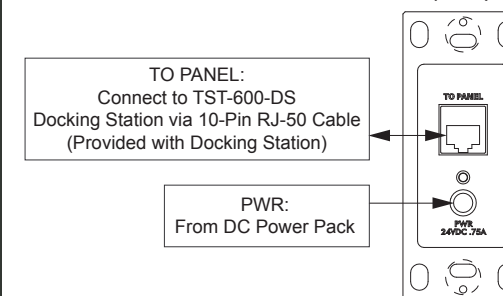 TO PANEL:
Connect to TST-600-DS
Docking Station via 10-Pin RJ-50 Cable
(Provided with Docking Station)
TO PANEL
PWR:
From DC Power Pack
PWR
24VDC .75A